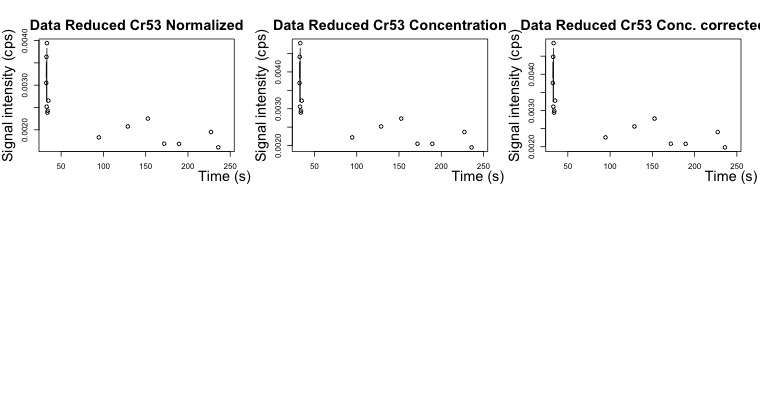 Data Reduced Cr53 Normalized
Signal intensity (cps)
0.0020 0.0030 0.0040
50 100 150 200 250
Time (s)
Data Reduced Cr53 Concentration
Signal intensity (cps)
0.0020 0.0030 0.0040
50 100 150 200 250
Time (s)
Data Reduced Cr53 Conc. corrected
Signal intensity (cps)
0.0020 0.0030 0.0040
50 100 150 200 250
Time (s)